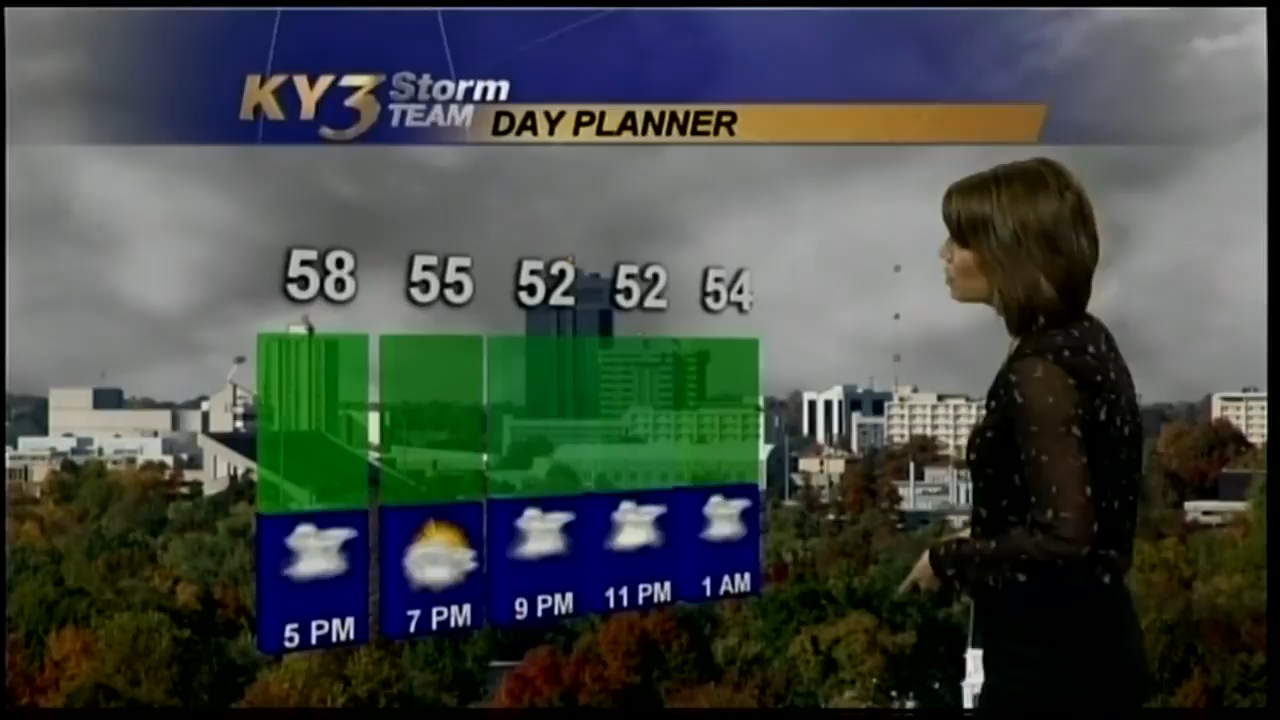 KY3 Storm TEAM
DAY PLANNER
58 55 52 52 54
5 PM 7 PM 9 PM 11 PM 1 AM